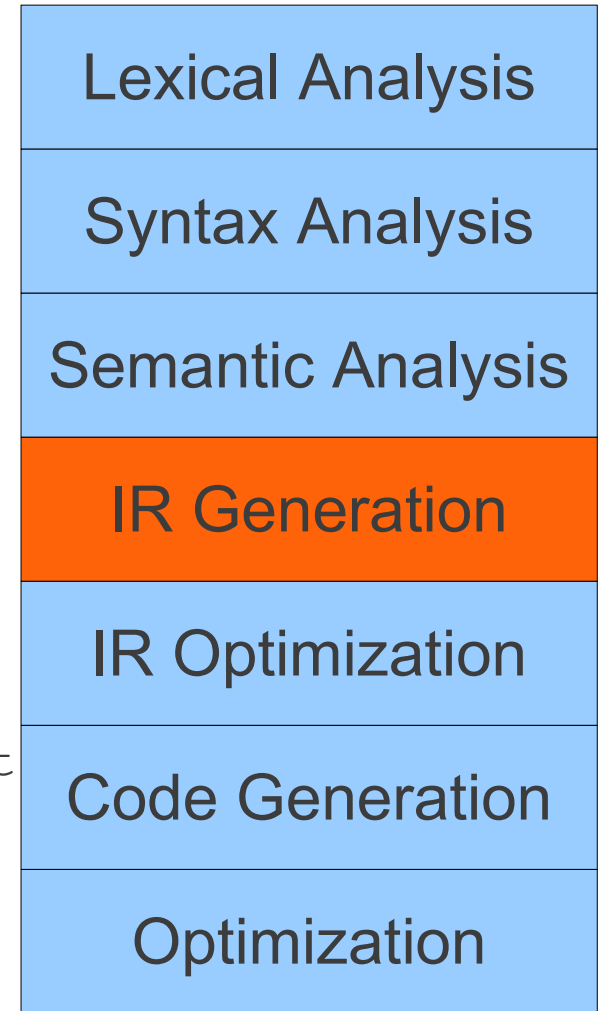 Lexical Analysis
Syntax Analysis
Semantic Analysis
IR Generation
IR Optimization
Code Generation
Optimization